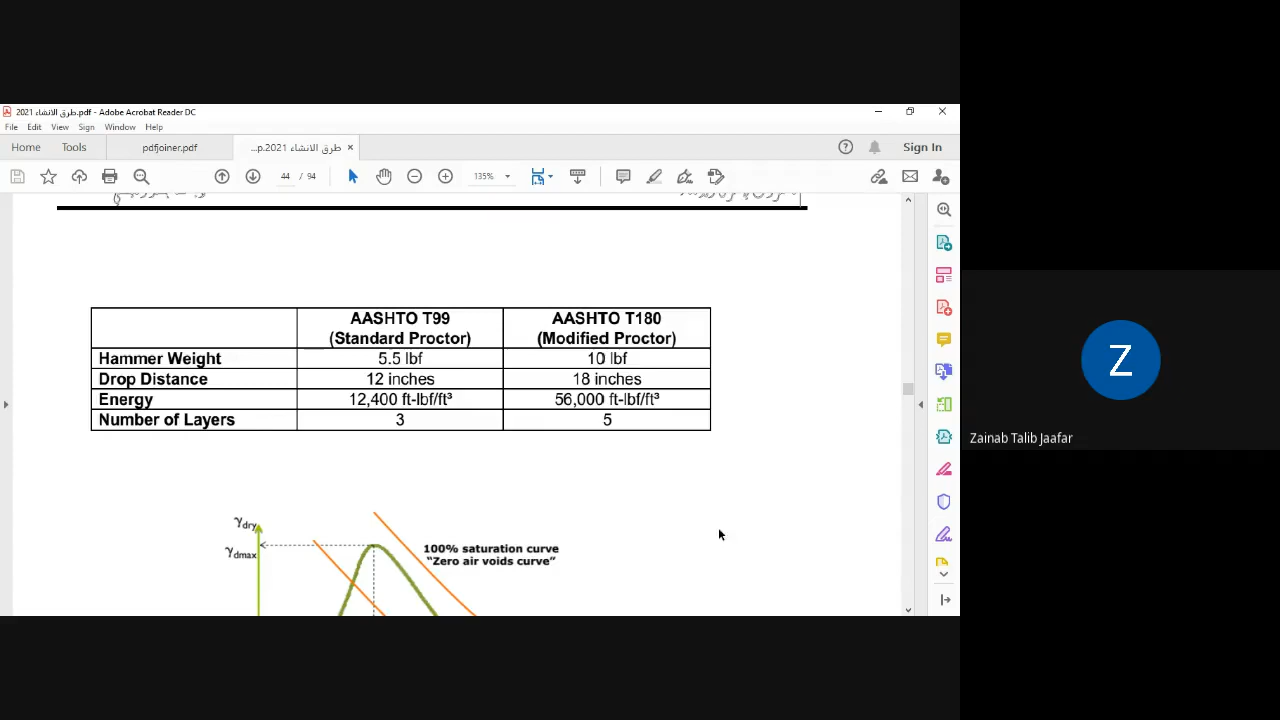 2021 طرق الانشاء.pdf - Adobe Acrobat Reader DC
File Edit View Sign Window Help
Home Tools pdfjoiner.pdf طرق الانشاء 2021.p... × Sign In
44 / 94 135%
AASHTO T99 (Standard Proctor) AASHTO T180 (Modified Proctor)
Hammer Weight 5.5 lbf 10 lbf
Drop Distance 12 inches 18 inches
Energy 12,400 ft-lbf/ft³ 56,000 ft-lbf/ft³
Number of Layers 3 5
γdry
γdmax
100% saturation curve
"Zero air voids curve"
Z
Zainab Talib Jaafar